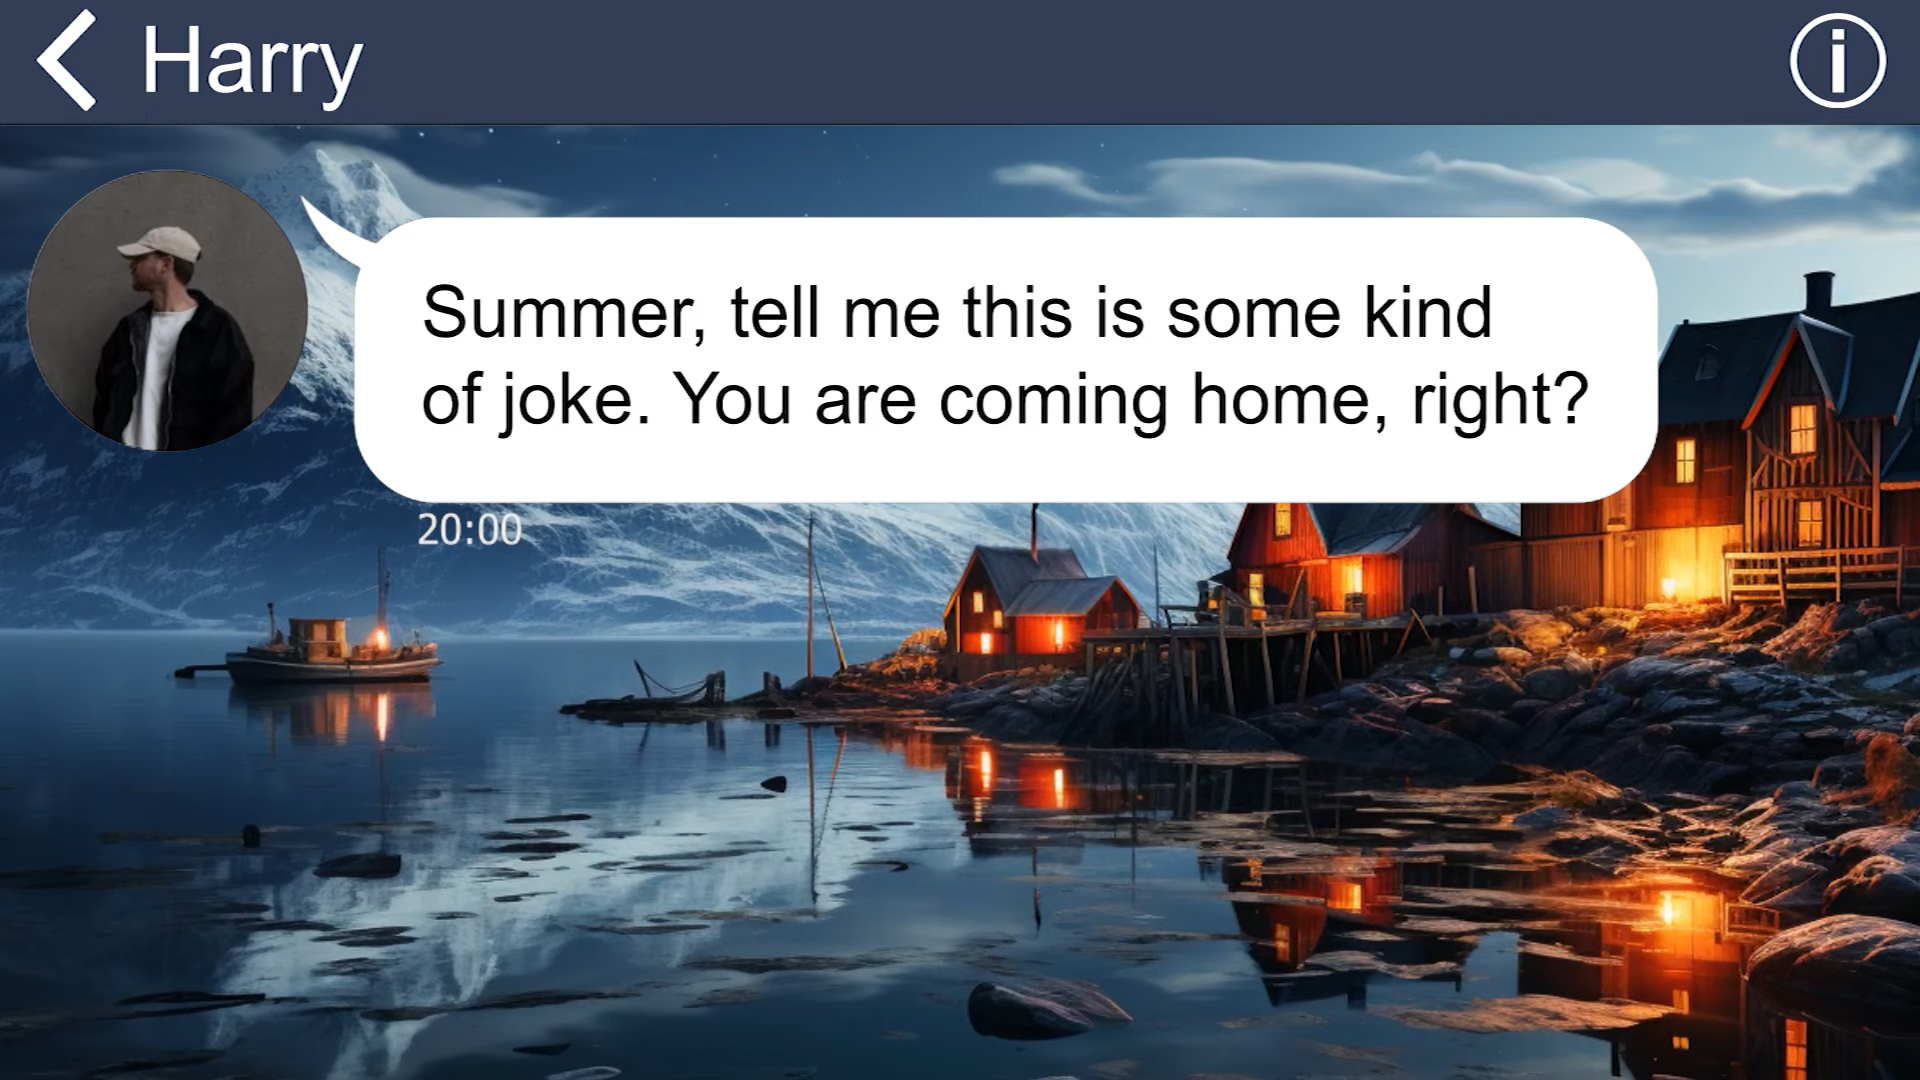 Harry
Summer, tell me this is some kind
of joke. You are coming home, right?
20:00